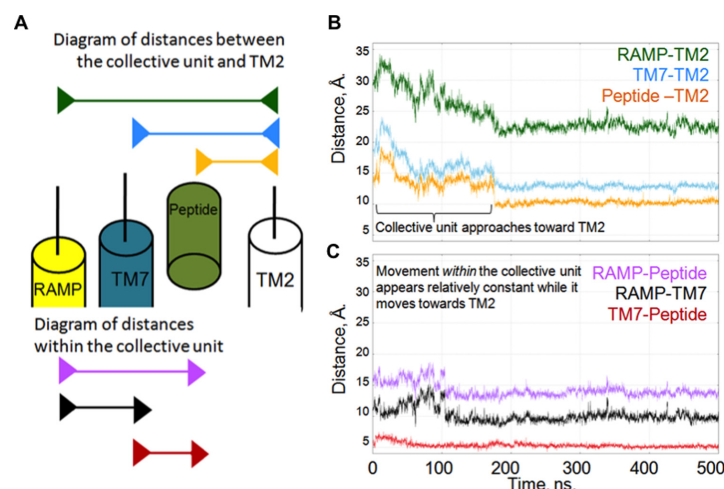 A
Diagram of distances between
the collective unit and TM2
Peptide
RAMP
TM7
TM2
Diagram of distances
within the collective unit
B
35
30
25
20
15
10
5
Distance, Å.
RAMP-TM2
TM7-TM2
Peptide –TM2
Collective unit approaches toward TM2
C
35
30
25
20
15
10
5
Distance, Å.
Movement within the collective unit
appears relatively constant while it
moves towards TM2
RAMP-Peptide
RAMP-TM7
TM7-Peptide
0 100 200 300 400 500
Time, ns.